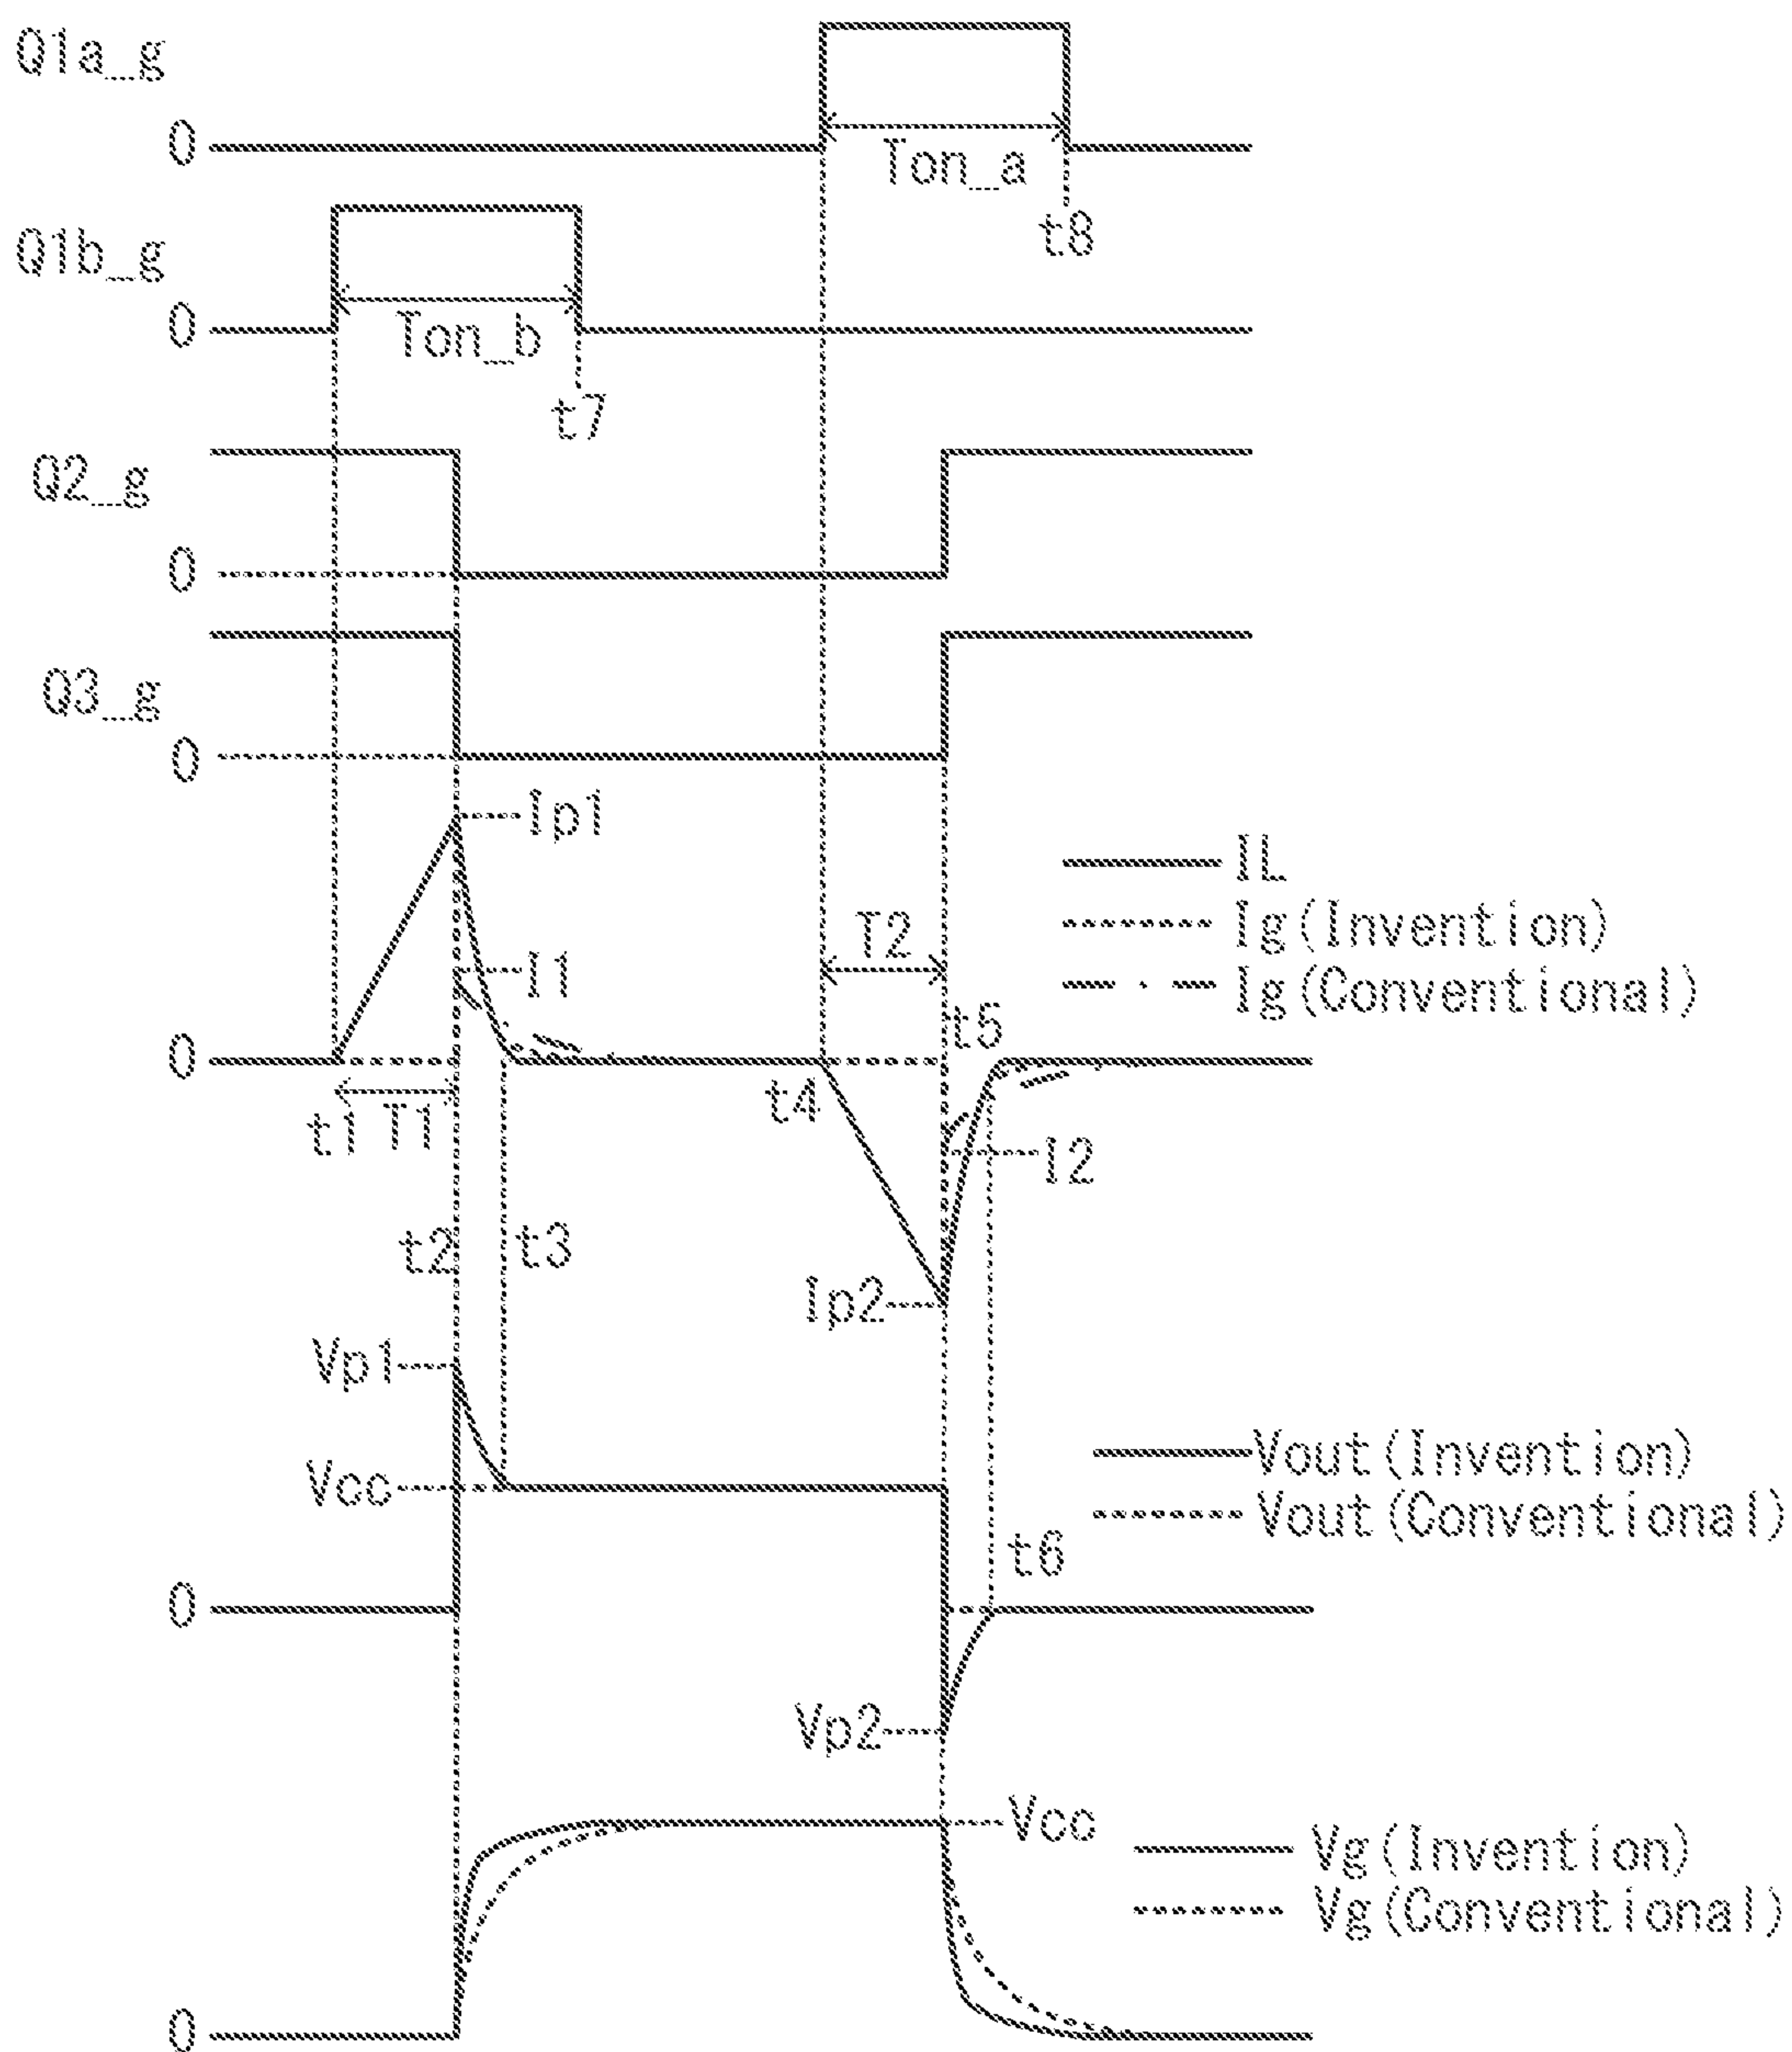 Q1a_g
0
Ton_a
t8
Q1b_g
0
Ton_b
t7
Q2_g
0
Q3_g
0
Ip1
IL
Ig(Invention)
Ig(Conventional)
T2
I1
t5
0
t4
t1 T1
I2
t2
t3
Ip2
Vp1
Vcc
Vout(Invention)
Vout(Conventional)
t6
0
Vp2
Vcc
Vg(Invention)
Vg(Conventional)
0